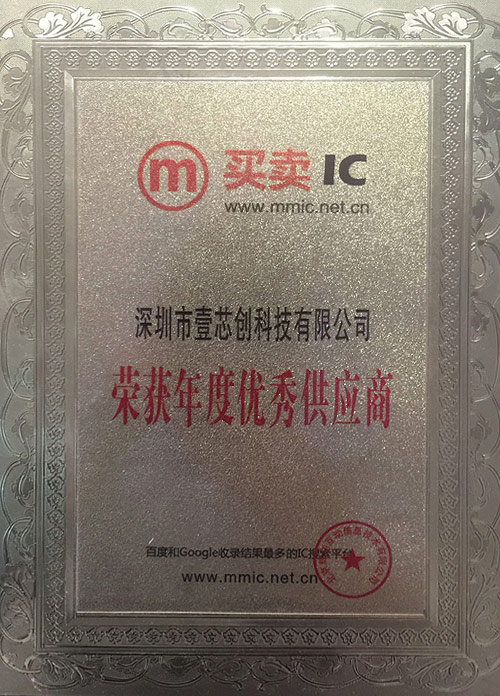 m 买卖 IC
www.mmic.net.cn
深圳市壹芯创科技有限公司
荣获年度优秀供应商
百度和Google收录结果最多的IC搜索平台
www.mmic.net.cn